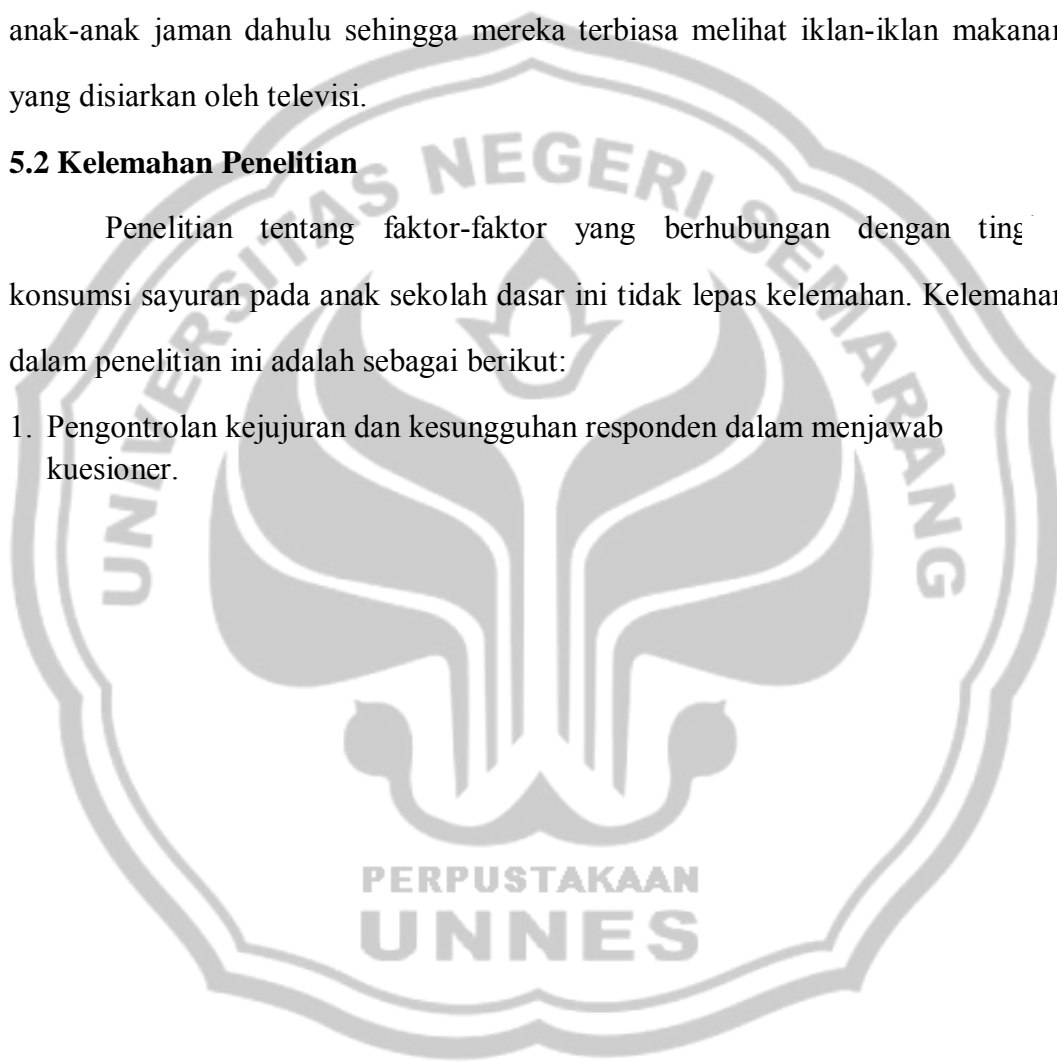 anak-anak jaman dahulu sehingga mereka terbiasa melihat iklan-iklan makanan
yang disiarkan oleh televisi.
5.2 Kelemahan Penelitian
Penelitian tentang faktor-faktor yang berhubungan dengan
konsumsi sayuran pada anak sekolah dasar ini tidak lepas kelemahan. Kelemahan
dalam penelitian ini adalah sebagai berikut:
1. Pengontrolan kejujuran dan kesungguhan responden dalam menjawab
kuesioner.
UNIVERSITAS NEGERI SEMARANG
PERPUSTAKAAN
UNNES